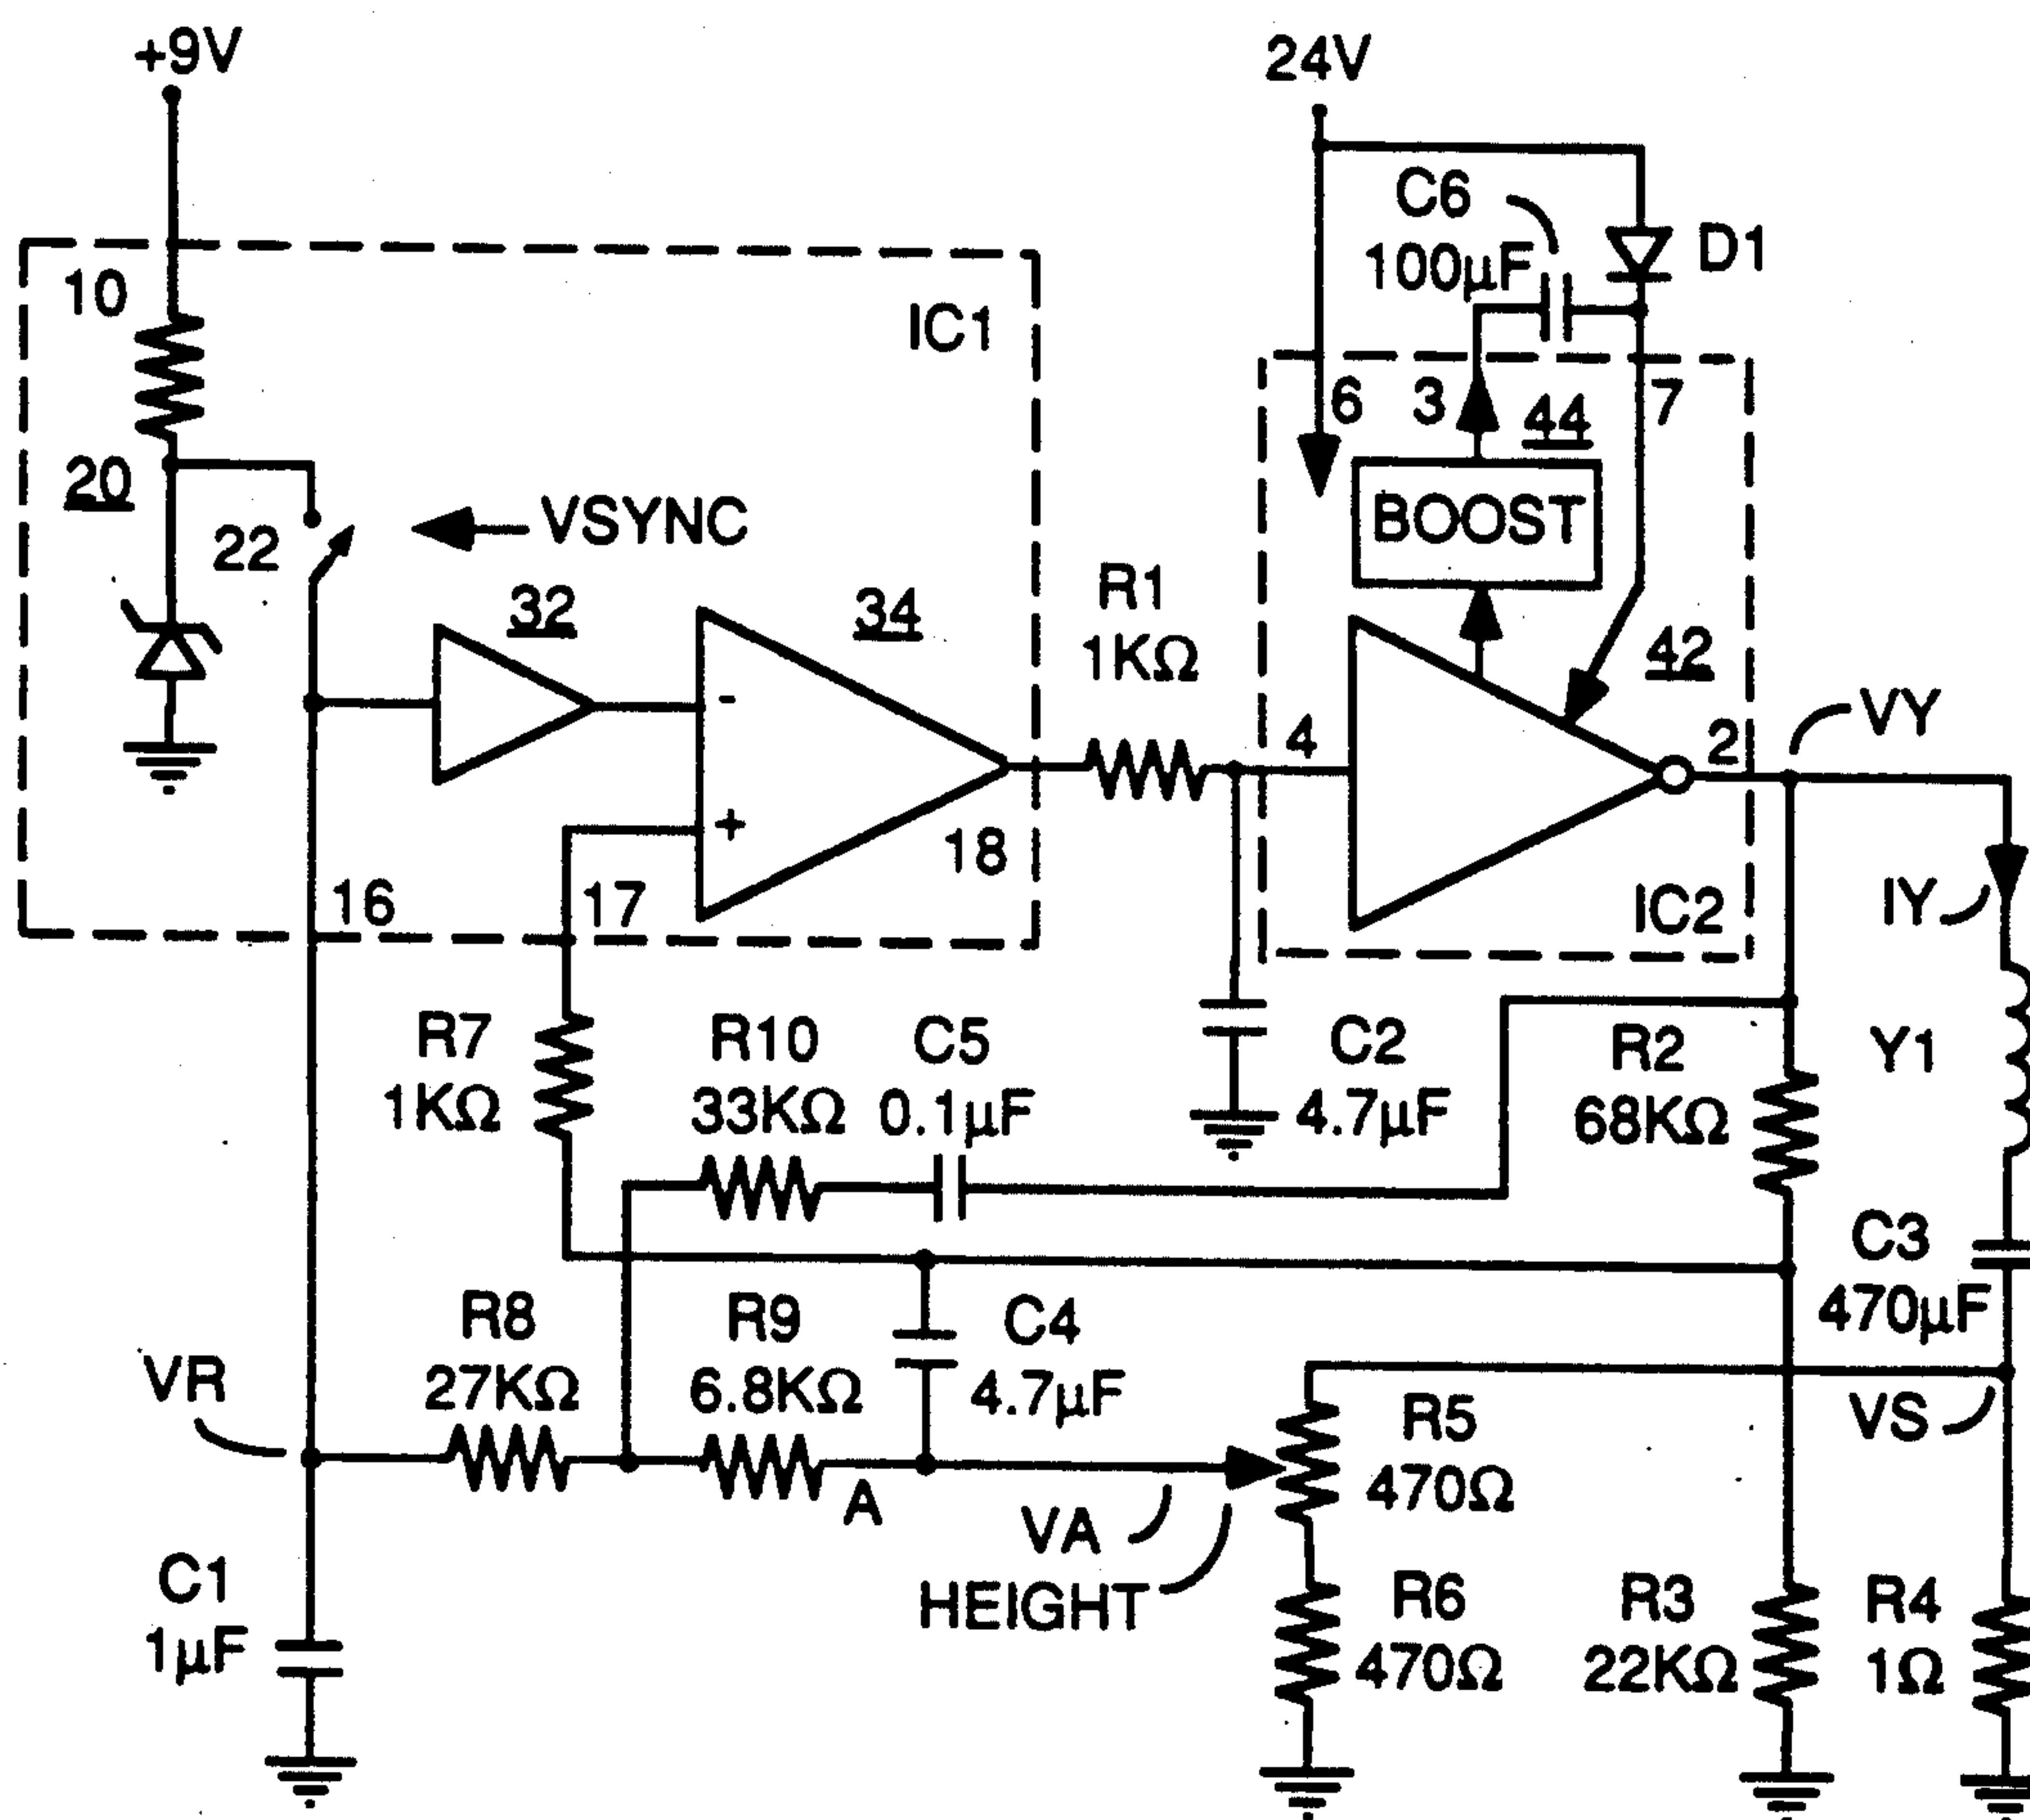 +9V
24V
C6
100µF
D1
10
IC1
6
3
44
7
20
22
VSYNC
BOOST
32
34
R1
1KΩ
42
VY
4
2
-
+
18
16
17
IC2
IY
R7
1KΩ
R10
33KΩ
C5
0.1µF
C2
4.7µF
R2
68KΩ
Y1
C3
470µF
R8
27KΩ
R9
6.8KΩ
C4
4.7µF
VR
R5
470Ω
VS
A
VA
HEIGHT
C1
1µF
R6
470Ω
R3
22KΩ
R4
1Ω